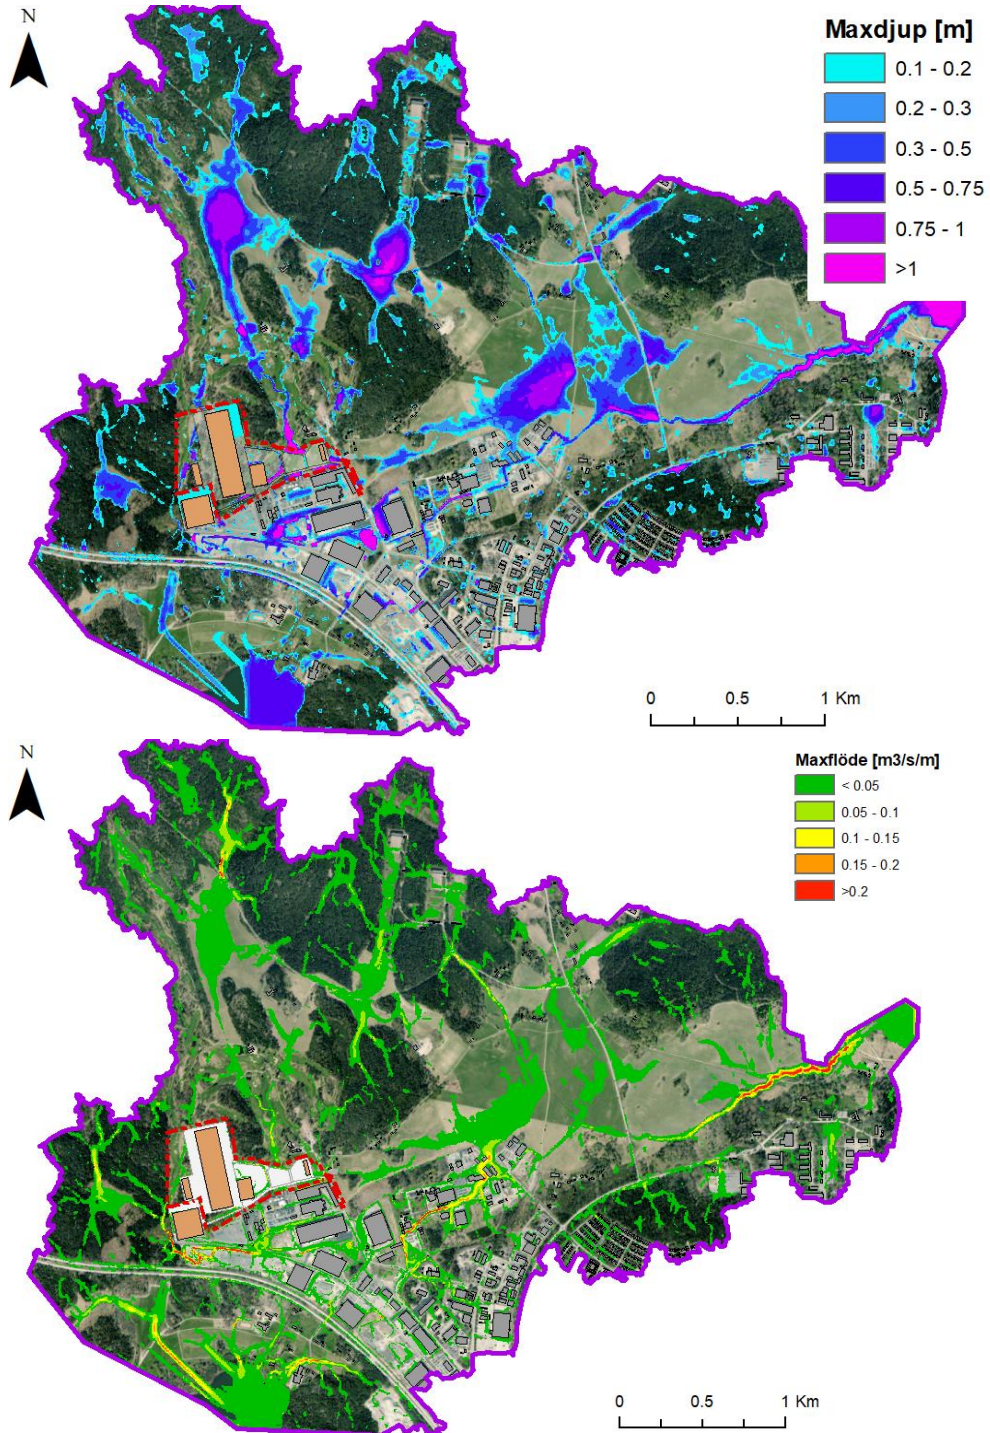 N
Maxdjup [m]
0.1 - 0.2
0.2 - 0.3
0.3 - 0.5
0.5 - 0.75
0.75 - 1
>1
0 0.5 1 Km
N
Maxflöde [m3/s/m]
< 0.05
0.05 - 0.1
0.1 - 0.15
0.15 - 0.2
>0.2
0 0.5 1 Km